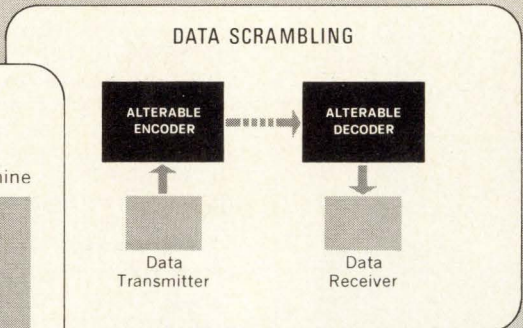 DATA SCRAMBLING
ALTERABLE
ENCODER
ALTERABLE
DECODER
Data
Transmitter
Data
Receiver